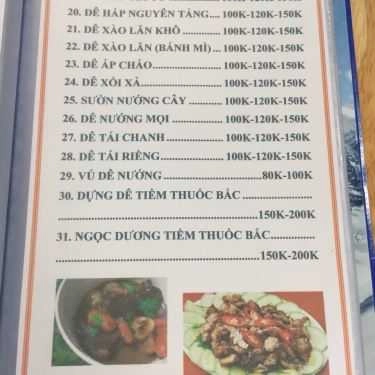 20. DÊ HẤP NGUYÊN TẢNG.... 100K-120K-150K
21. DÊ XÀO LĂN KHÔ ............ 100K-120K-150K
22. DÊ XÀO LĂN (BÁNH MÌ)... 100K-120K-150K
23. DÊ ÁP CHẢO........................ 100K-120K-150K
24. DÊ XÓI XẢ........................... 100K-120K-150K
25. SƯỜN NƯỚNG CÂY ........... 100K-120K-150K
26. DÊ NƯỚNG MỌI ................. 100K-120K-150K
27. DÊ TÁI CHANH .................. 100K-120K-150K
28. DÊ TÁI RIÊNG.................... 100K-120K-150K
29. VÚ DÊ NƯỚNG................................ 80K-100K
30. DỰNG DÊ TIÊM THUỐC BẮC ...................
............................................................150K-200K
31. NGỌC DƯƠNG TIÊM THUỐC BẮC...............
............................................................150K-200K